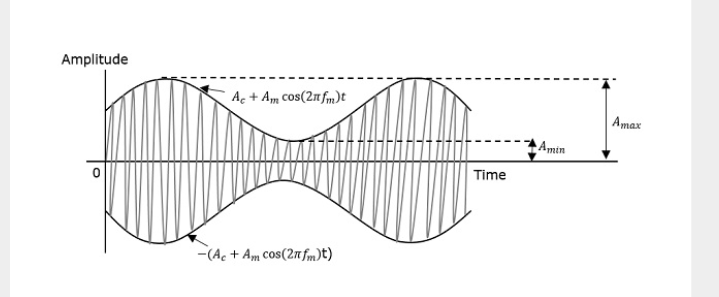 Amplitude
A_c + A_m cos(2πf_m)t
A_max
A_min
0
Time
−(A_c + A_m cos(2πf_m)t)